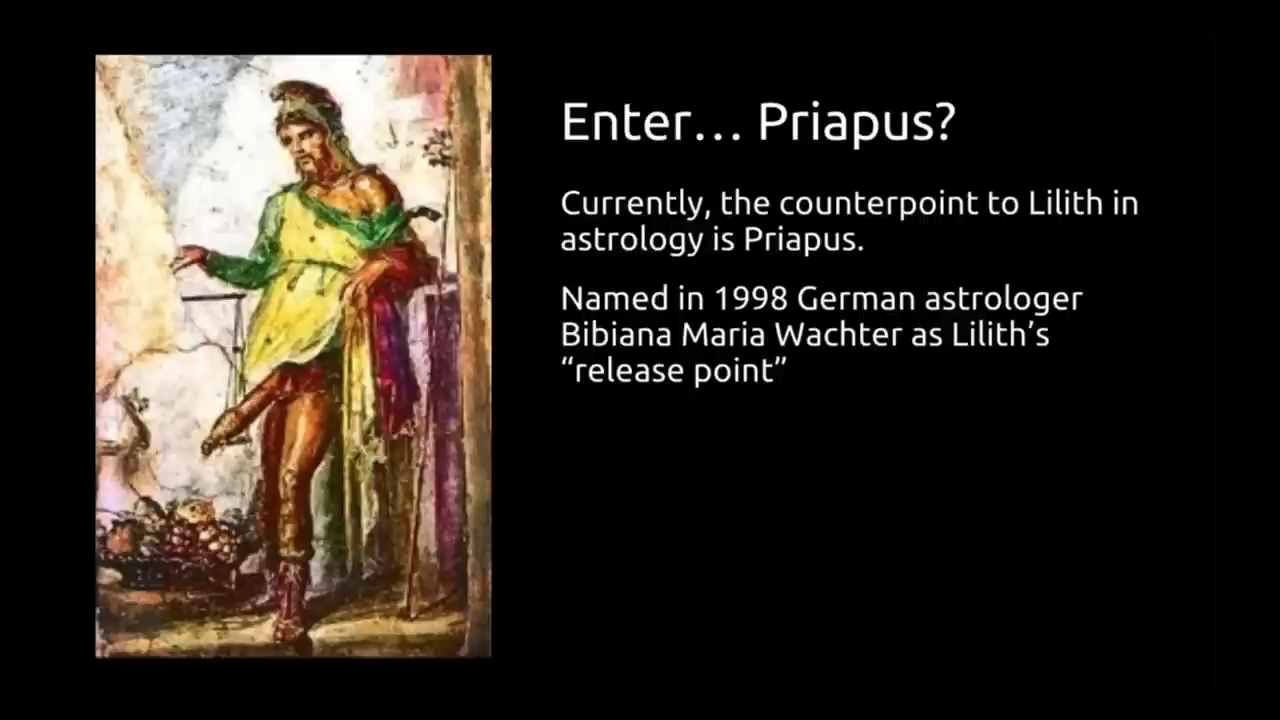 Enter… Priapus?
Currently, the counterpoint to Lilith in
astrology is Priapus.
Named in 1998 German astrologer
Bibiana Maria Wachter as Lilith’s
“release point”